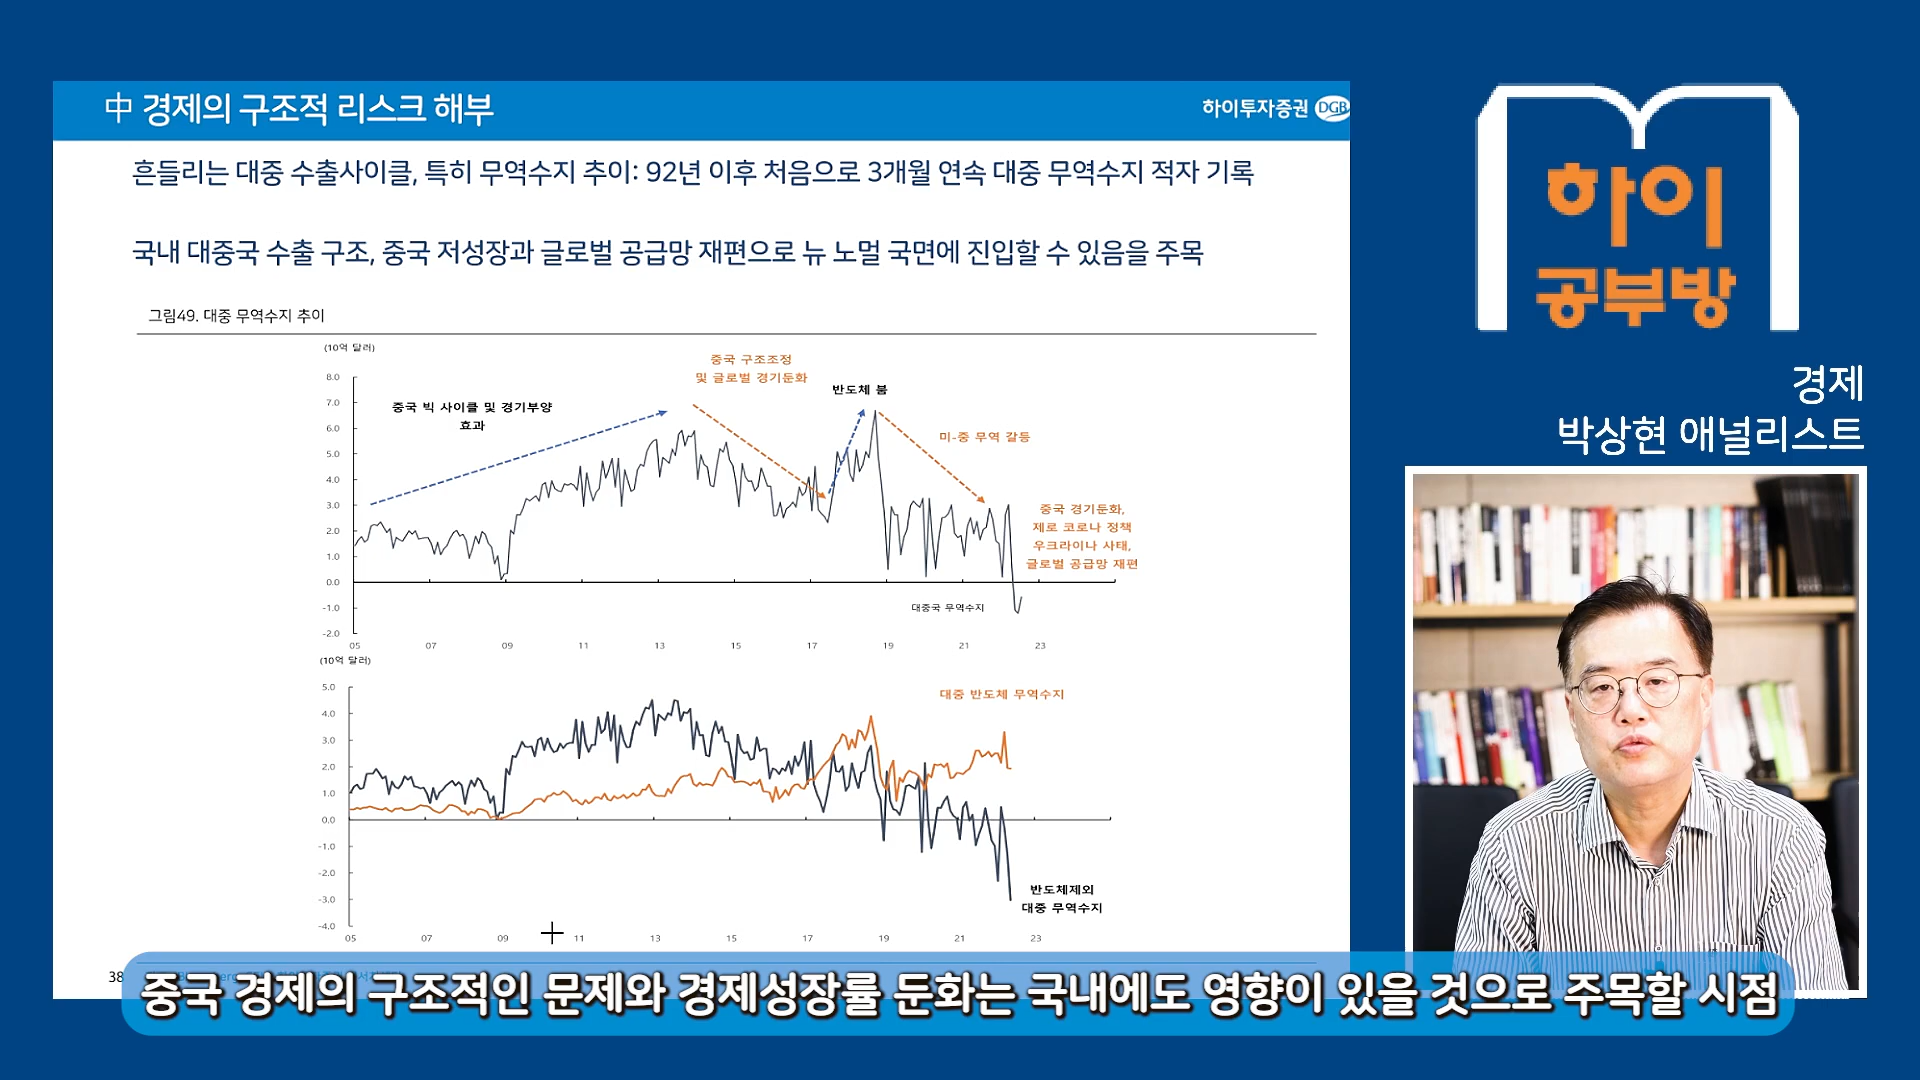 中 경제의 구조적 리스크 해부
하이투자증권 DGB
흔들리는 대중 수출사이클, 특히 무역수지 추이: 92년 이후 처음으로 3개월 연속 대중 무역수지 적자 기록
국내 대중국 수출 구조, 중국 저성장과 글로벌 공급망 재편으로 뉴 노멀 국면에 진입할 수 있음을 주목
그림49. 대중 무역수지 추이
(10억 달러)
8.0
7.0
6.0
5.0
4.0
3.0
2.0
1.0
0.0
-1.0
-2.0
중국 빅 사이클 및 경기부양
효과
중국 구조조정
및 글로벌 경기둔화
반도체 붐
미-중 무역 갈등
중국 경기둔화,
제로 코로나 정책
우크라이나 사태,
글로벌 공급망 재편
대중국 무역수지
05 07 09 11 13 15 17 19 21 23
(10억 달러)
5.0
4.0
3.0
2.0
1.0
0.0
-1.0
-2.0
-3.0
-4.0
대중 반도체 무역수지
반도체제외
대중 무역수지
05 07 09 11 13 15 17 19 21 23
38
하이
공부방
경제
박상현 애널리스트
중국 경제의 구조적인 문제와 경제성장률 둔화는 국내에도 영향이 있을 것으로 주목할 시점